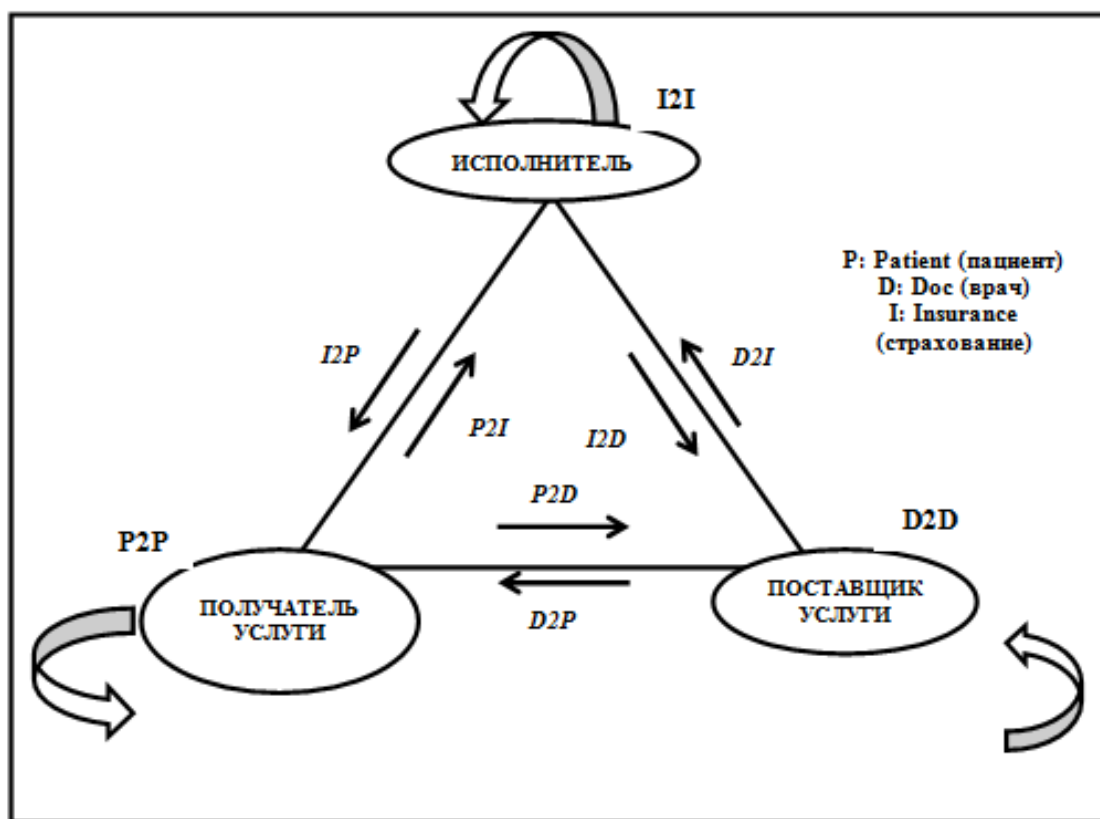 I2I
ИСПОЛНИТЕЛЬ
P: Patient (пациент)
D: Doc (врач)
I: Insurance
(страхование)
I2P
D2I
P2I
I2D
P2D
P2P
D2D
ПОЛУЧАТЕЛЬ
УСЛУГИ
ПОСТАВЩИК
УСЛУГИ
D2P